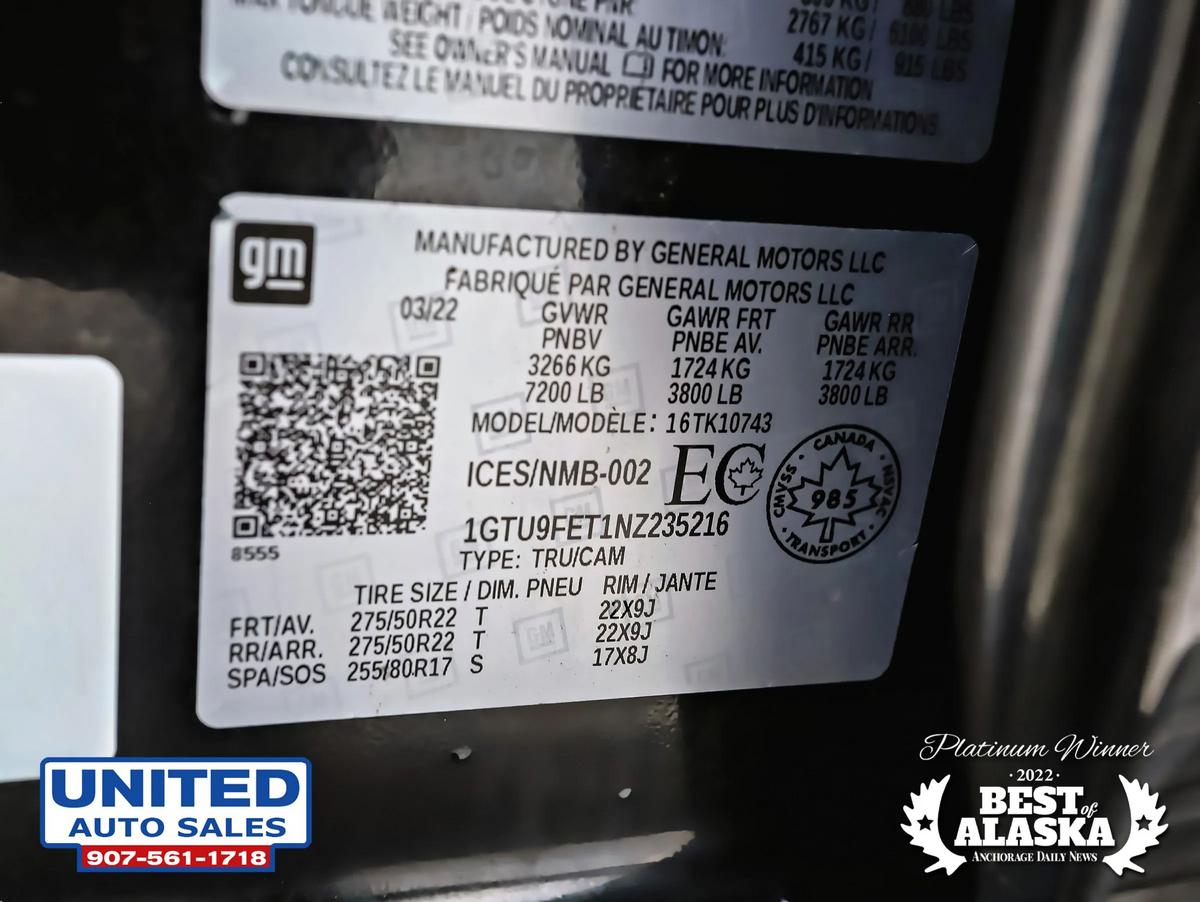 2767 KG /
MAX TONGUE WEIGHT / POIDS NOMINAL AU TIMON: 415 KG / 915 LBS
SEE OWNER'S MANUAL FOR MORE INFORMATION
CONSULTEZ LE MANUEL DU PROPRIÉTAIRE POUR PLUS D'INFORMATIONS
gm
MANUFACTURED BY GENERAL MOTORS LLC
FABRIQUÉ PAR GENERAL MOTORS LLC
03/22 GVWR GAWR FRT GAWR RR
PNBV PNBE AV. PNBE ARR.
3266 KG 1724 KG 1724 KG
7200 LB 3800 LB 3800 LB
MODEL/MODÈLE: 16TK10743
ICES/NMB-002 EC
CANADA
CMVSS 985 NSVAC
TRANSPORT
1GTU9FET1NZ235216
8555
TYPE: TRU/CAM
TIRE SIZE / DIM. PNEU RIM / JANTE
FRT/AV. 275/50R22 T 22X9J
RR/ARR. 275/50R22 T 22X9J
SPA/SOS 255/80R17 S 17X8J
GM
UNITED
AUTO SALES
907-561-1718
Platinum Winner
· 2022 ·
BEST of
ALASKA
ANCHORAGE DAILY NEWS